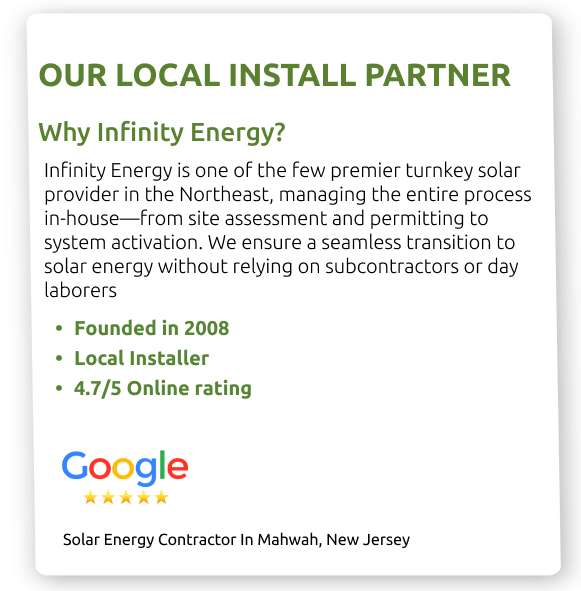 OUR LOCAL INSTALL PARTNER
Why Infinity Energy?
Infinity Energy is one of the few premier turnkey solar
provider in the Northeast, managing the entire process
in-house—from site assessment and permitting to
system activation. We ensure a seamless transition to
solar energy without relying on subcontractors or day
laborers
• Founded in 2008
• Local Installer
• 4.7/5 Online rating
Google
Solar Energy Contractor In Mahwah, New Jersey